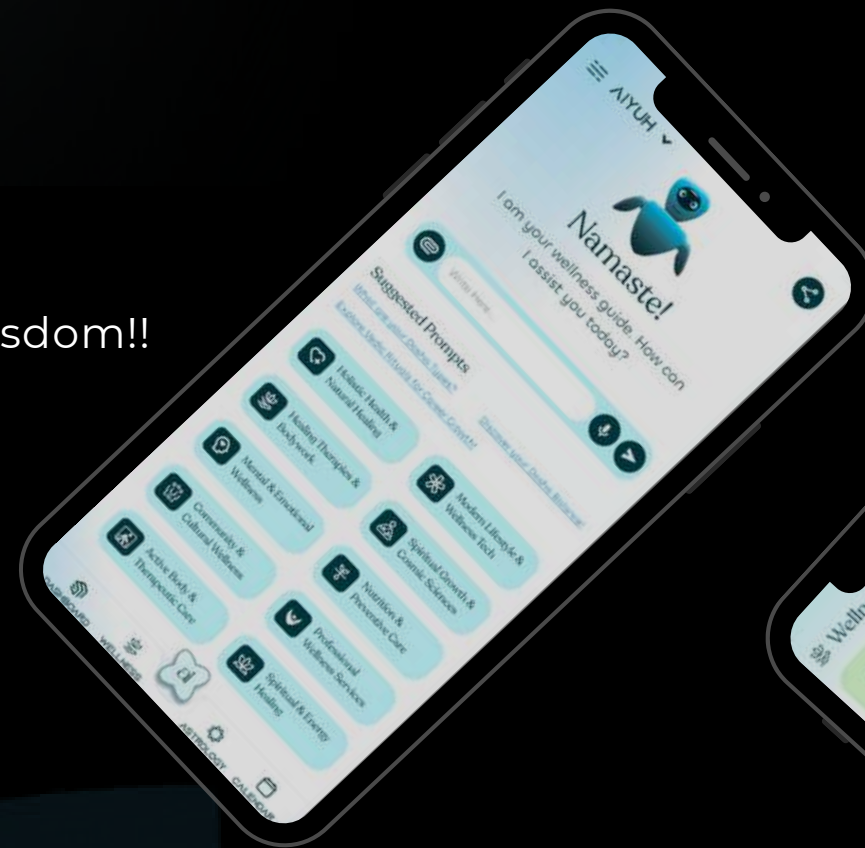 sdom!!
AIYUH
Namaste!
I am your wellness guide. How can
I assist you today?
Write Here...
Suggested Prompts
What are your Dosha Types?
Discover your Dosha Balance
Explore Vedic Rituals for Career Growth!
Holistic Health &
Natural Healing
Modern Lifestyle &
Wellness Tech
Healing Therapies &
Bodywork
Spiritual Growth &
Cosmic Sciences
Mental & Emotional
Wellness
Nutrition &
Preventive Care
Community &
Cultural Wellness
Professional
Wellness Services
Active Body &
Therapeutic Care
Spiritual & Energy
Healing
DASHBOARD
WELLNESS
ai
ASTROLOGY
CALENDAR
Welln